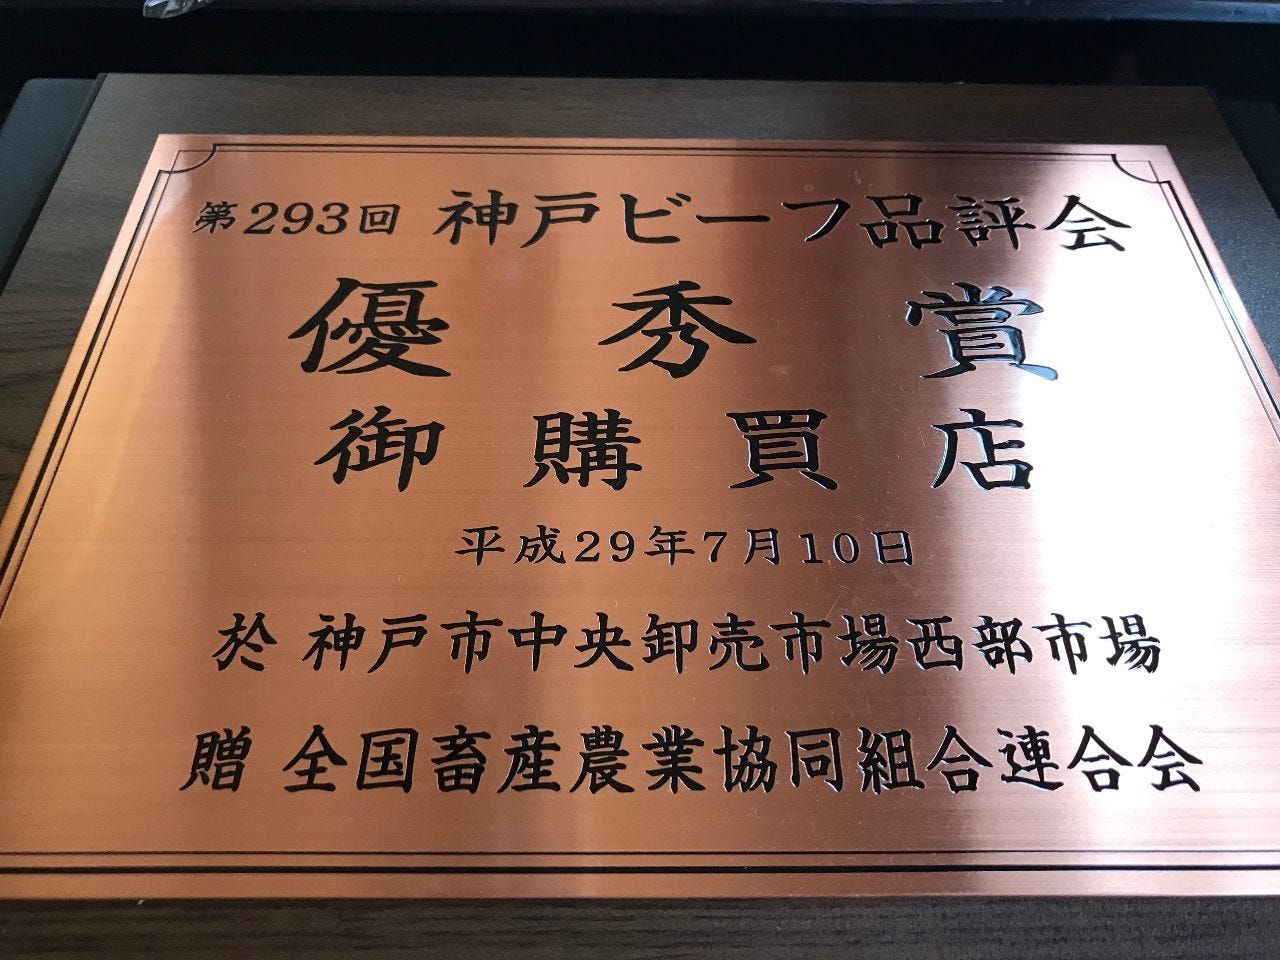 第293回 神戸ビーフ品評会
優秀賞
御購買店
平成29年7月10日
於 神戸市中央卸売市場西部市場
贈 全国畜産農業協同組合連合会